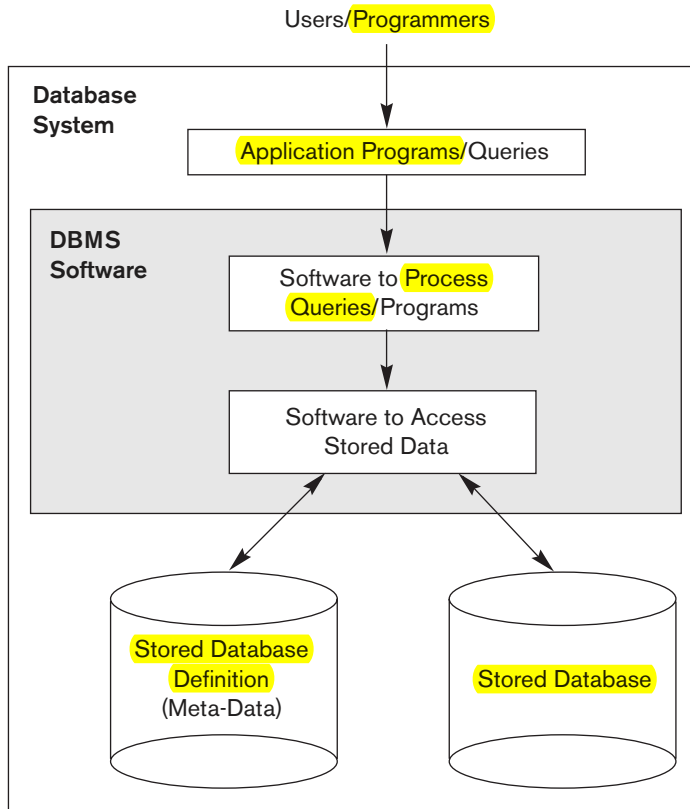 Users/Programmers
Database
System
Application Programs/Queries
DBMS
Software
Software to Process
Queries/Programs
Software to Access
Stored Data
Stored Database
Definition
(Meta-Data)
Stored Database